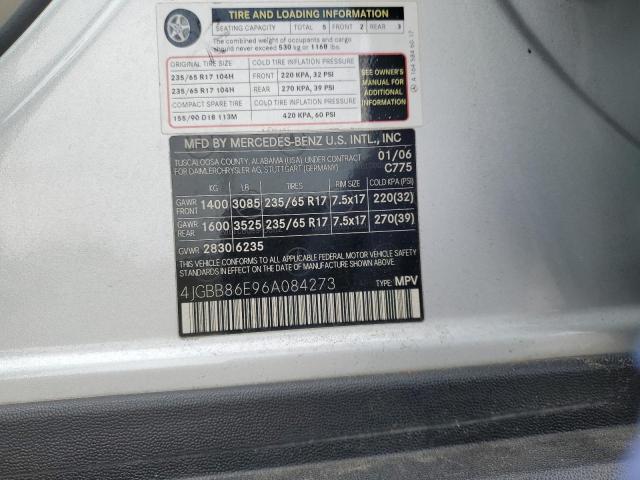 TIRE AND LOADING INFORMATION
SEATING CAPACITY TOTAL 5 FRONT 2 REAR 3
The combined weight of occupants and cargo
should never exceed 530 kg or 1168 lbs.
ORIGINAL TIRE SIZE COLD TIRE INFLATION PRESSURE
235/65 R17 104H FRONT 220 KPA, 32 PSI
235/65 R17 104H REAR 270 KPA, 39 PSI
COMPACT SPARE TIRE COLD TIRE INFLATION PRESSURE
155/90 D18 113M 420 KPA, 60 PSI
SEE OWNER'S
MANUAL FOR
ADDITIONAL
INFORMATION
A 164 584 60 17
MFD BY MERCEDES-BENZ U.S. INTL., INC
TUSCALOOSA COUNTY, ALABAMA (USA), UNDER CONTRACT 01/06
FOR DAIMLERCHRYSLER AG, STUTTGART (GERMANY) C775
KG LB TIRES RIM SIZE COLD KPA (PSI)
GAWR FRONT 1400 3085 235/65 R17 7.5x17 220(32)
GAWR REAR 1600 3525 235/65 R17 7.5x17 270(39)
GVWR 2830 6235
THIS VEHICLE CONFORMS TO ALL APPLICABLE FEDERAL MOTOR VEHICLE
SAFETY STANDARDS IN EFFECT ON THE DATE OF MANUFACTURE SHOWN ABOVE.
4JGBB86E96A084273 TYPE: MPV